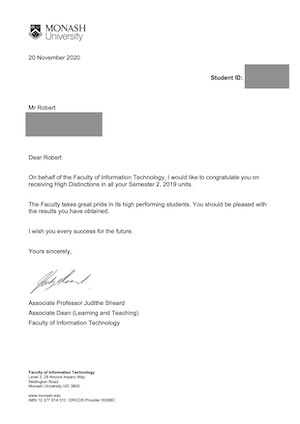 MONASH
University
20 November 2020
Student ID:
Mr Robert
Dear Robert
On behalf of the Faculty of Information Technology, I would like to congratulate you on
receiving High Distinctions in all your Semester 2, 2019 units.
The Faculty takes great pride in its high performing students. You should be pleased with
the results you have obtained.
I wish you every success for the future.
Yours sincerely,
Associate Professor Judithe Sheard
Associate Dean (Learning and Teaching)
Faculty of Information Technology
Faculty of Information Technology
Level 2, 29 Ancora Imparo Way
Wellington Road
Monash University VIC 3800
www.monash.edu
ABN 12 377 614 012 CRICOS Provider 00008C